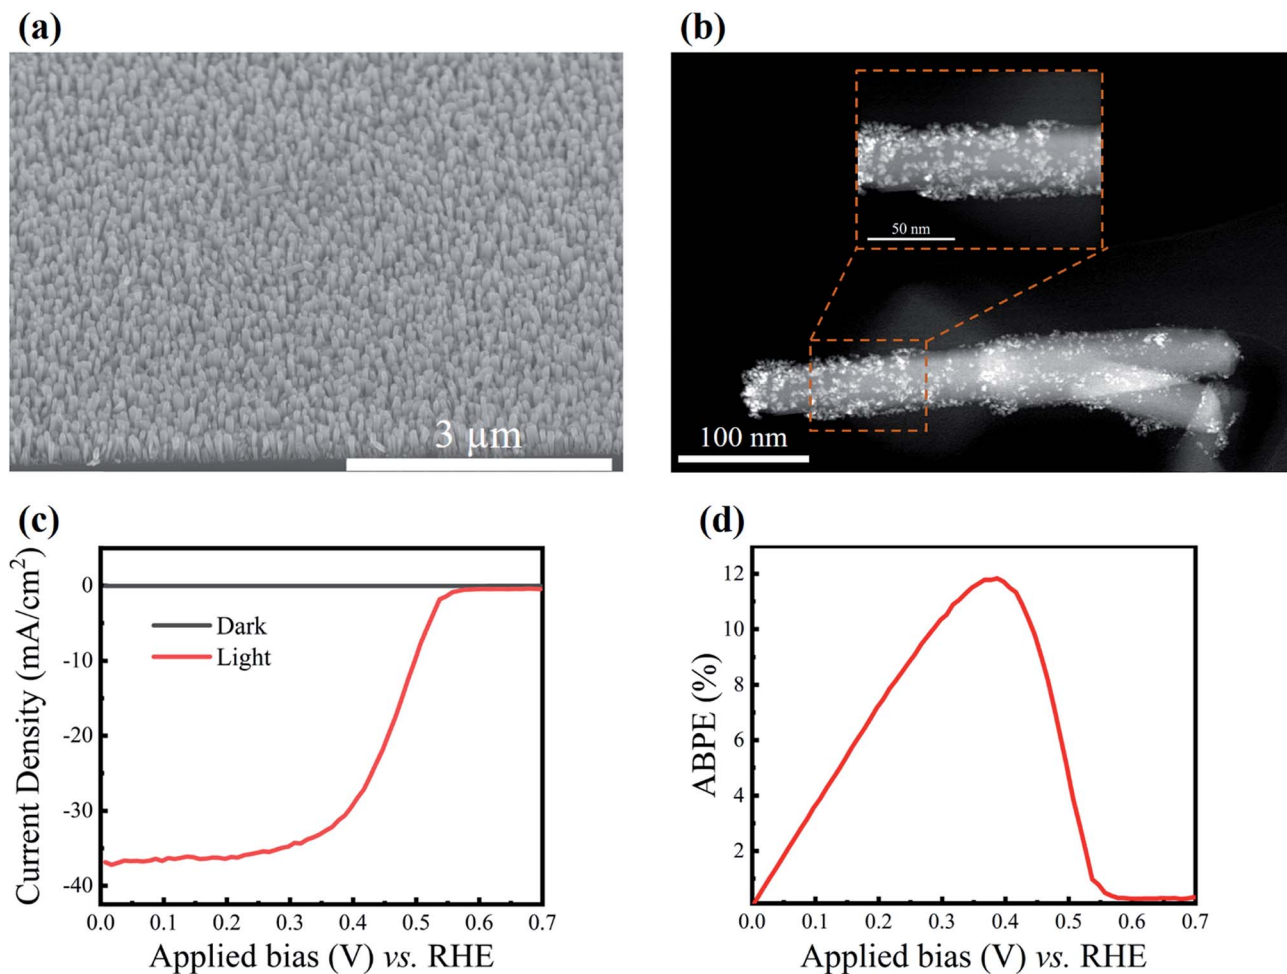 (a)
(b)
50 nm
3 µm
100 nm
(c)
(d)
Current Density (mA/cm²)
0
-10
-20
-30
-40
Dark
Light
0.0 0.1 0.2 0.3 0.4 0.5 0.6 0.7
Applied bias (V) vs. RHE
ABPE (%)
12
10
8
6
4
2
0.0 0.1 0.2 0.3 0.4 0.5 0.6 0.7
Applied bias (V) vs. RHE